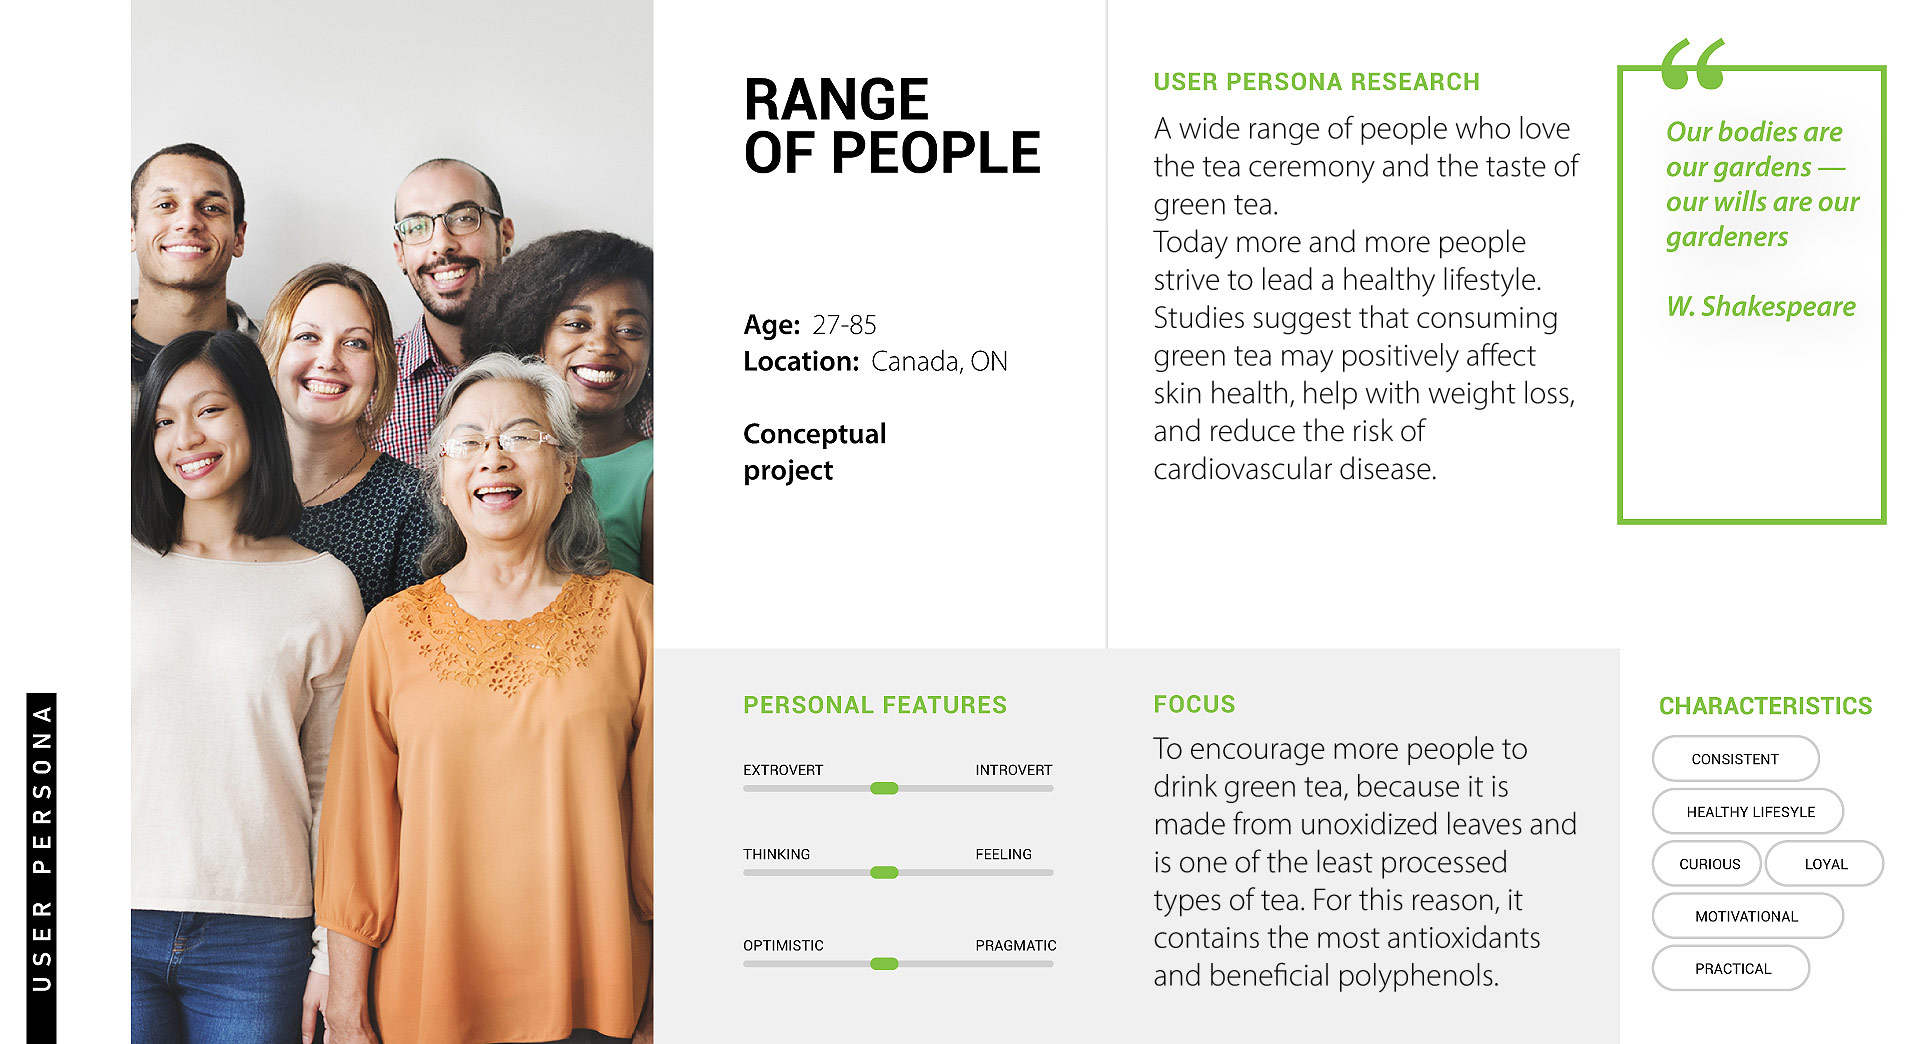 USER PERSONA
RANGE
OF PEOPLE
Age: 27-85
Location: Canada, ON
Conceptual
project
USER PERSONA RESEARCH
A wide range of people who love
the tea ceremony and the taste of
green tea.
Today more and more people
strive to lead a healthy lifestyle.
Studies suggest that consuming
green tea may positively affect
skin health, help with weight loss,
and reduce the risk of
cardiovascular disease.
“
Our bodies are
our gardens —
our wills are our
gardeners
W. Shakespeare
PERSONAL FEATURES
EXTROVERT INTROVERT
THINKING FEELING
OPTIMISTIC PRAGMATIC
FOCUS
To encourage more people to
drink green tea, because it is
made from unoxidized leaves and
is one of the least processed
types of tea. For this reason, it
contains the most antioxidants
and beneficial polyphenols.
CHARACTERISTICS
CONSISTENT
HEALTHY LIFESYLE
CURIOUS LOYAL
MOTIVATIONAL
PRACTICAL